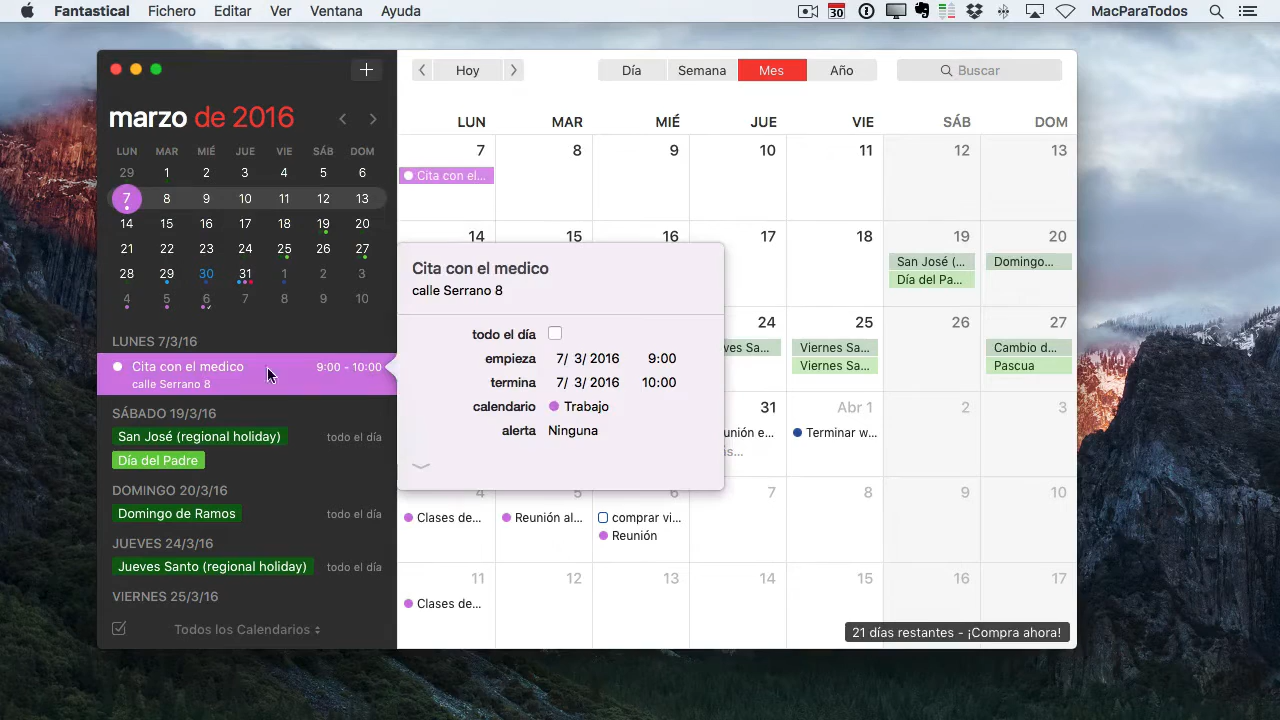 Fantastical Fichero Editar Ver Ventana Ayuda
30 MacParaTodos
marzo de 2016
LUN MAR MIÉ JUE VIE SÁB DOM
29 1 2 3 4 5 6
7 8 9 10 11 12 13
14 15 16 17 18 19 20
21 22 23 24 25 26 27
28 29 30 31 1 2 3
4 5 6 7 8 9 10
LUNES 7/3/16
Cita con el medico 9:00 - 10:00
calle Serrano 8
SÁBADO 19/3/16
San José (regional holiday) todo el día
Día del Padre
DOMINGO 20/3/16
Domingo de Ramos todo el día
JUEVES 24/3/16
Jueves Santo (regional holiday) todo el día
VIERNES 25/3/16
Todos los Calendarios
Hoy Día Semana Mes Año Buscar
LUN MAR MIÉ JUE VIE SÁB DOM
7 8 9 10 11 12 13
Cita con el...
14 15 16 17 18 19 20
San José (... Domingo...
Día del Pa...
Cita con el medico
calle Serrano 8
todo el día
empieza 7/ 3/ 2016 9:00
termina 7/ 3/ 2016 10:00
calendario Trabajo
alerta Ninguna
24 25 26 27
ves Sa... Viernes Sa... Cambio d...
Viernes Sa... Pascua
31 Abr 1 2 3
unión e... Terminar w...
s...
4 5 6 7 8 9 10
Clases de... Reunión al... comprar vi...
Reunión
11 12 13 14 15 16 17
Clases de...
21 días restantes - ¡Compra ahora!